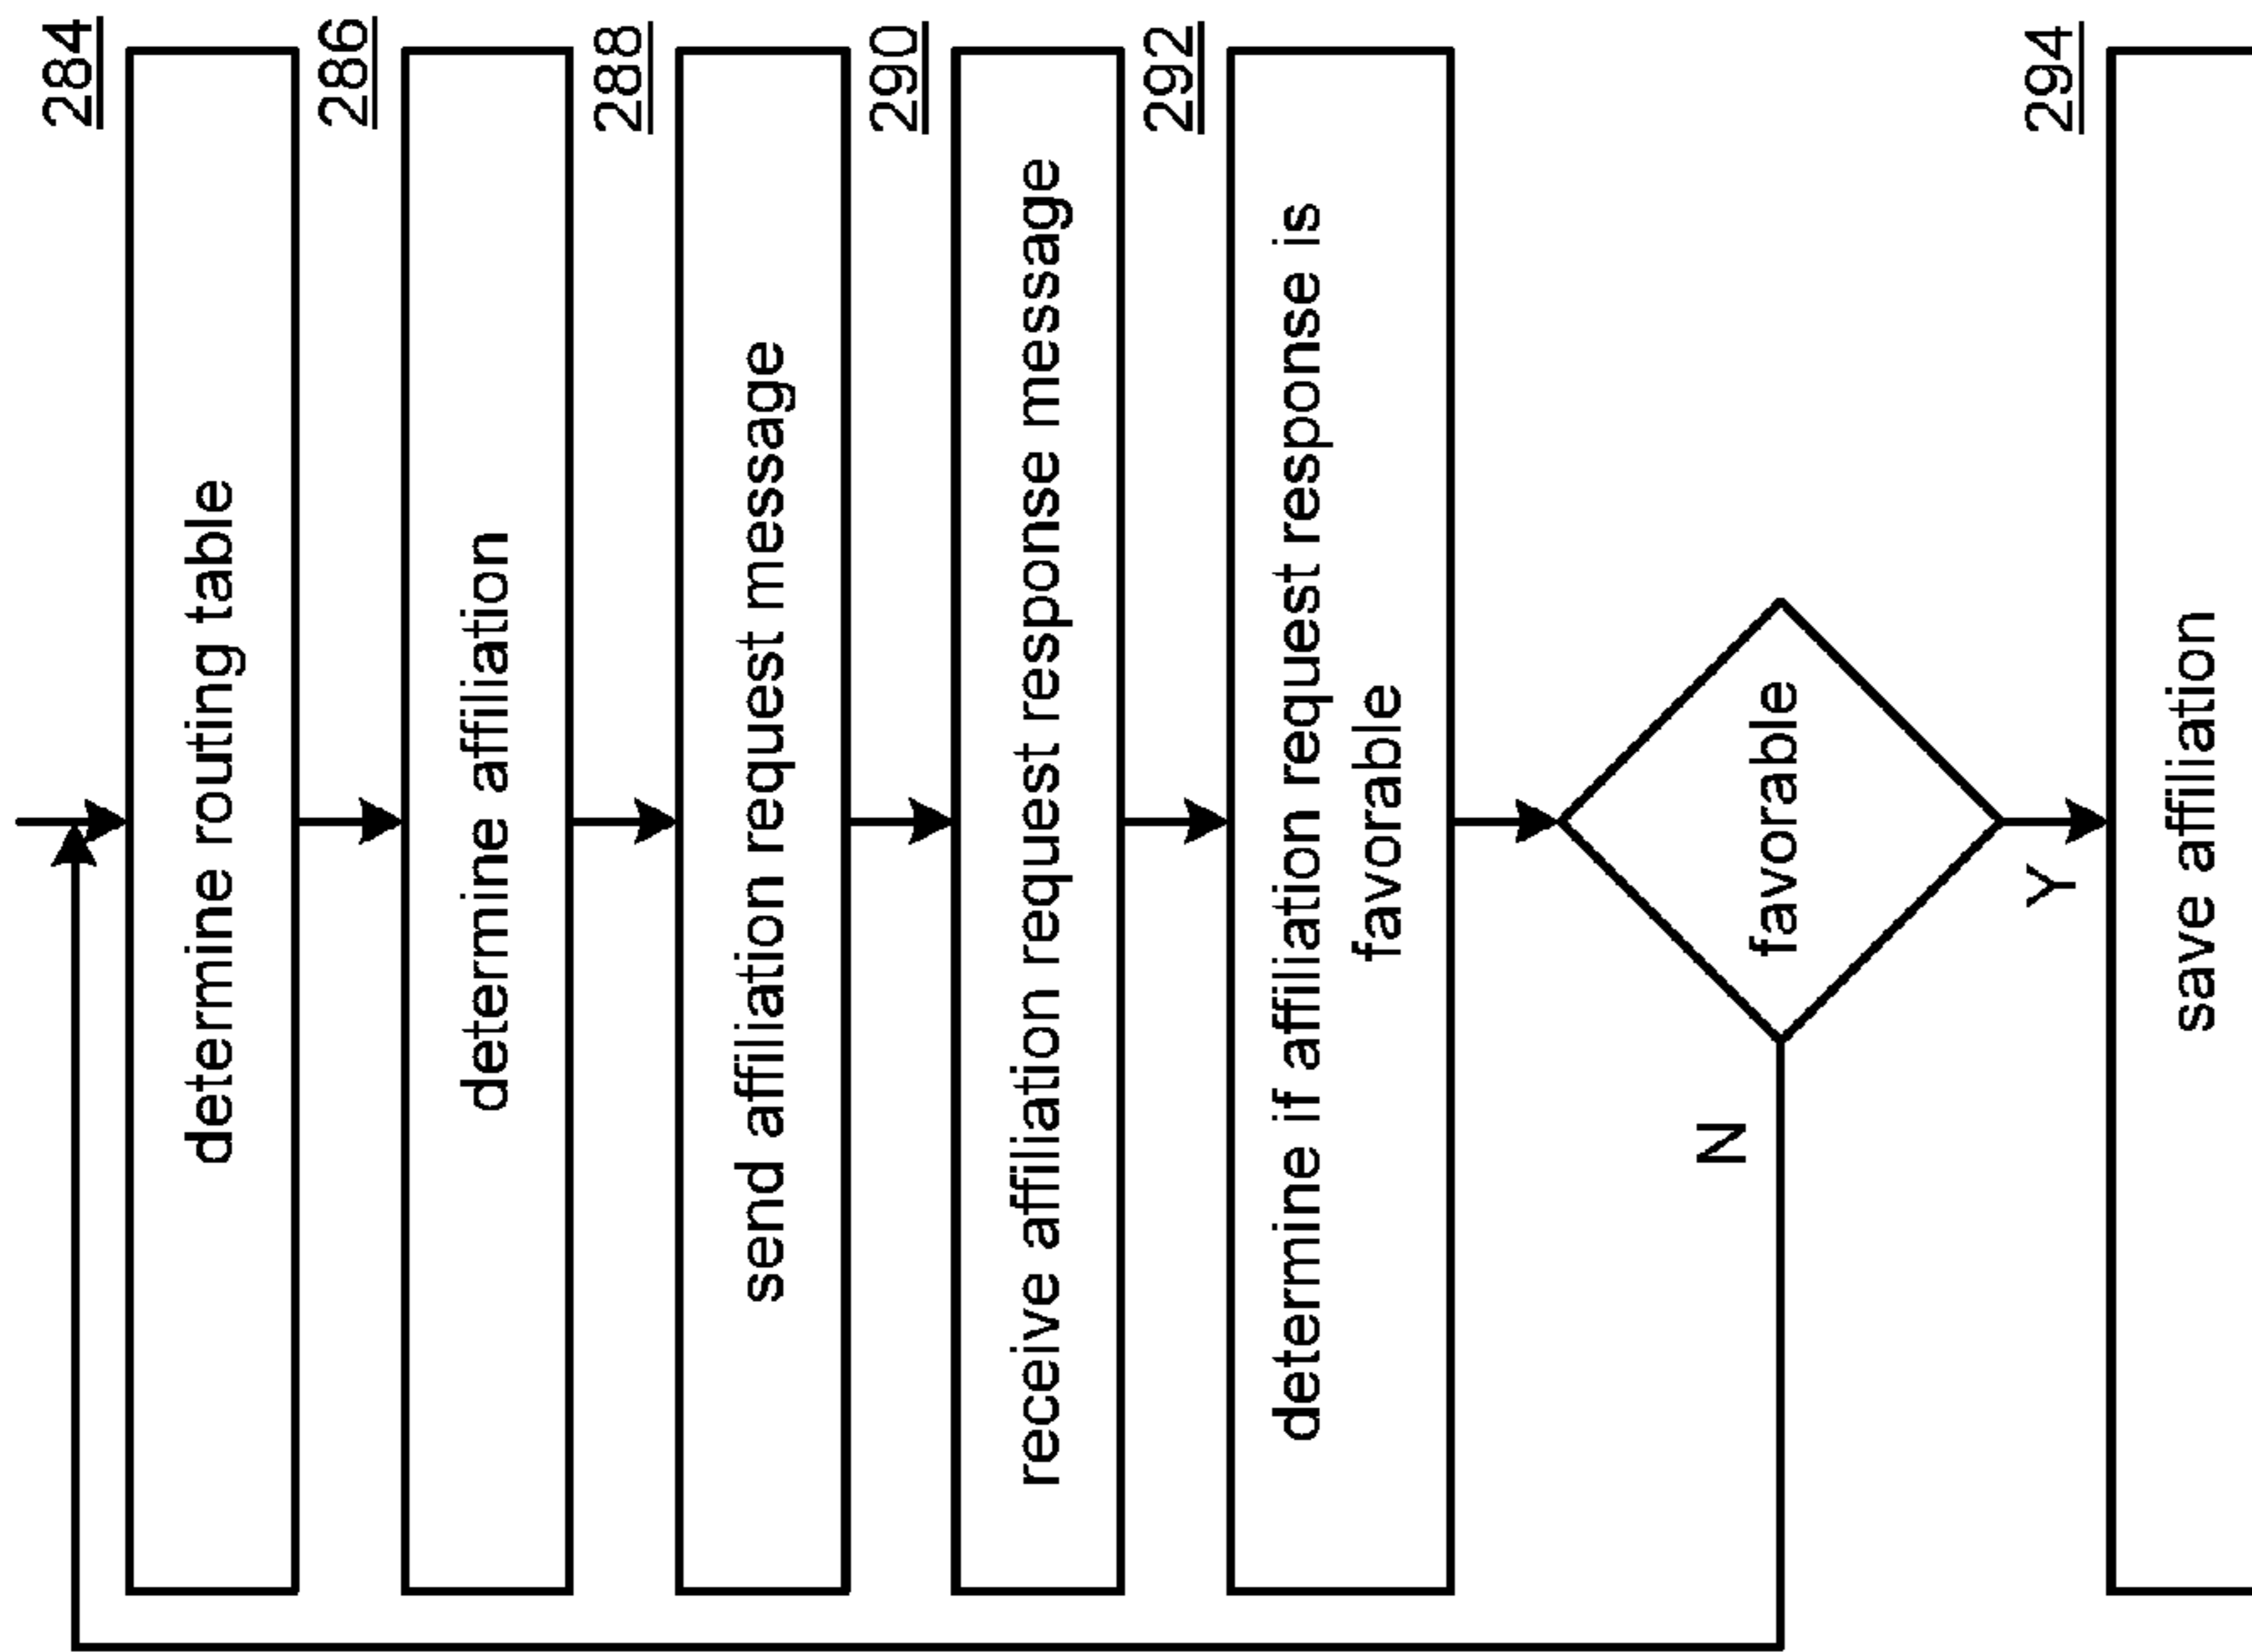 284
determine routing table
286
determine affiliation
288
send affiliation request message
290
receive affiliation request response message
292
determine if affiliation request response is
favorable
favorable
N
Y
294
save affiliation